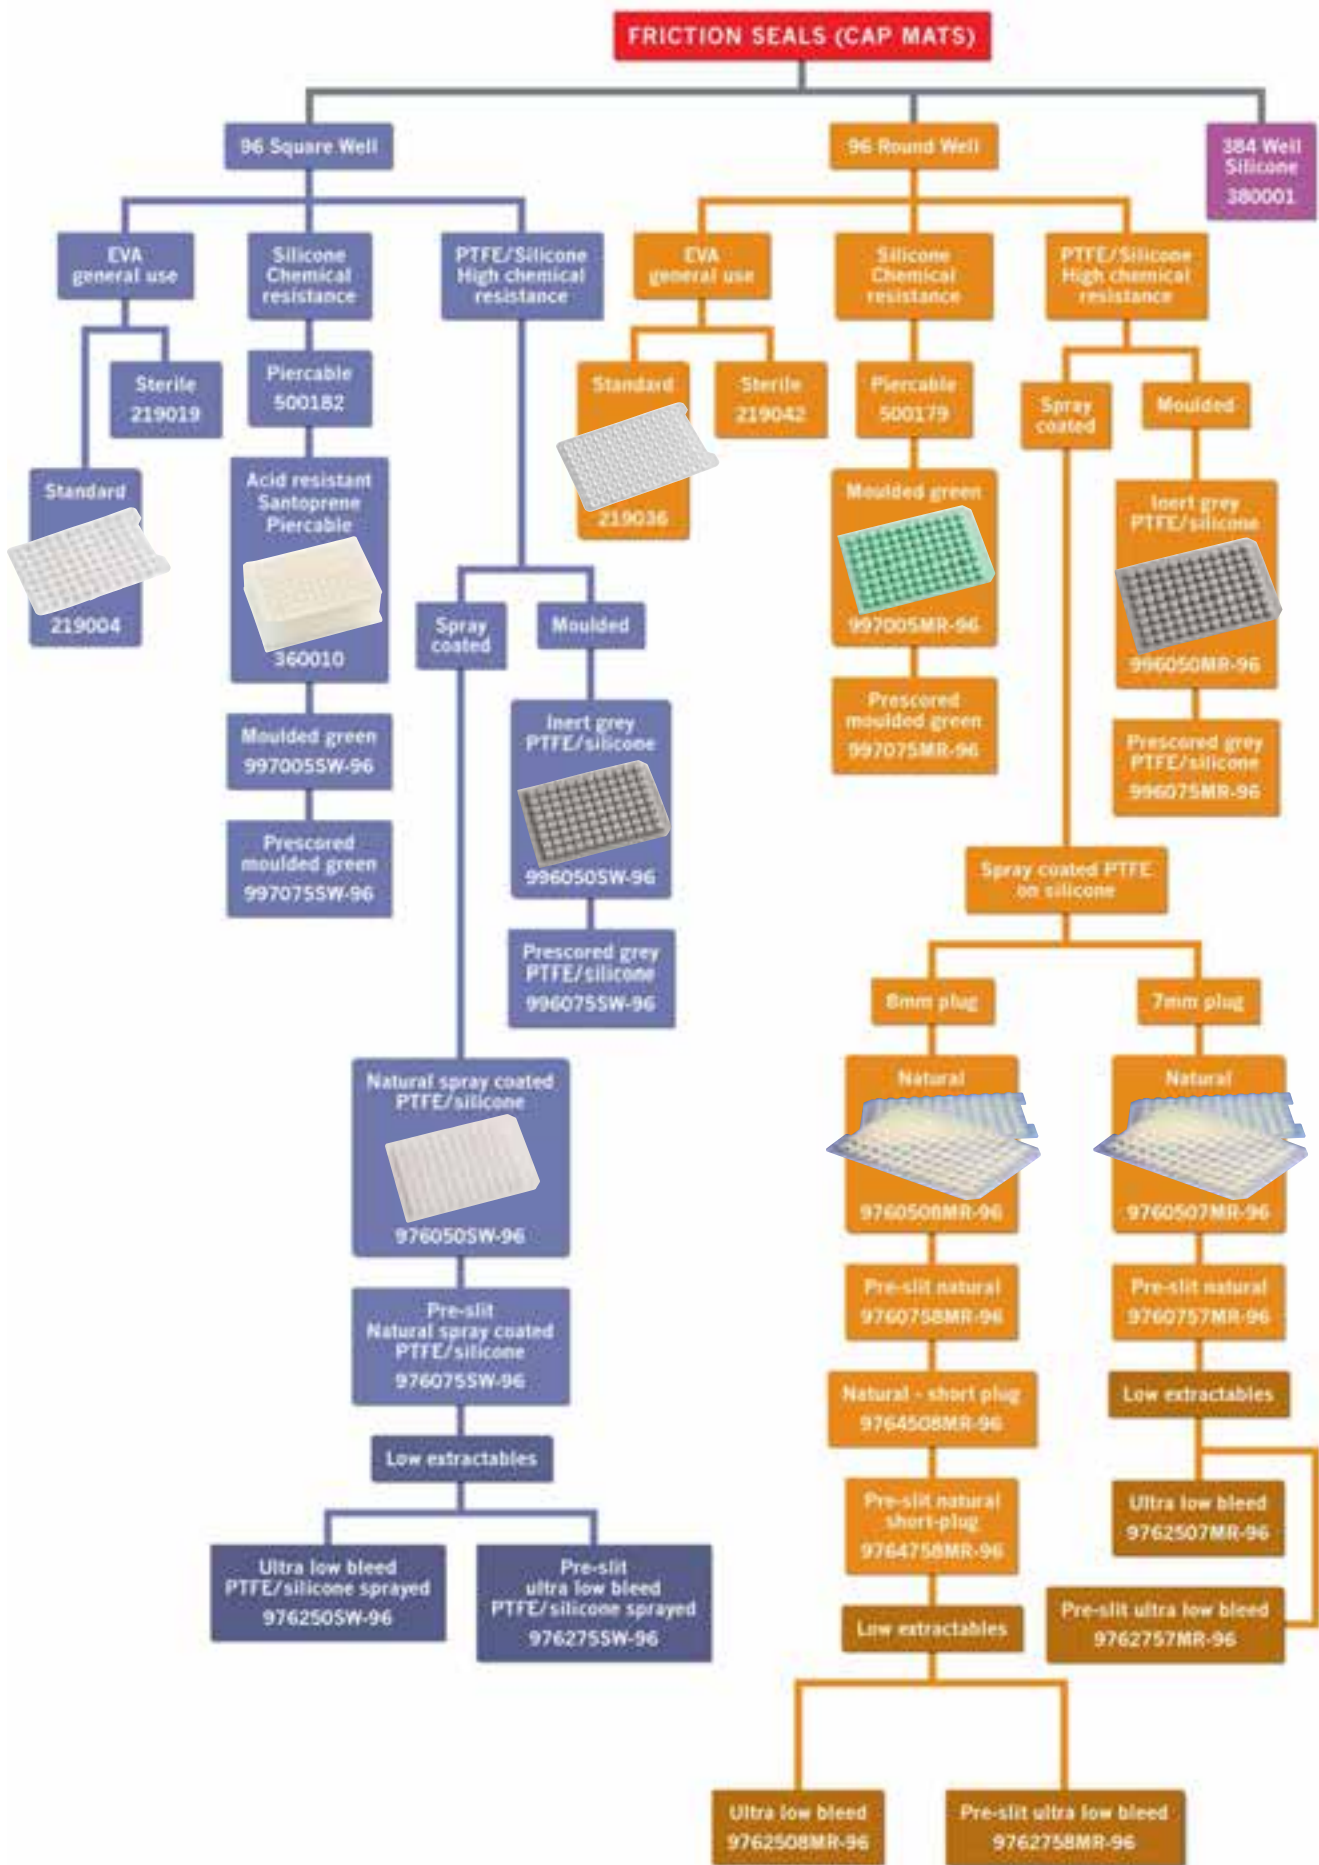 FRICTION SEALS (CAP MATS)
96 Square Well
96 Round Well
384 Well
Silicone
380001
EVA
general use
Silicone
Chemical
resistance
PTFE/Silicone
High chemical
resistance
EVA
general use
Silicone
Chemical
resistance
PTFE/Silicone
High chemical
resistance
Sterile
219019
Piercable
500182
Standard
219036
Sterile
219042
Piercable
500179
Spray
coated
Moulded
Standard
219004
Acid resistant
Santoprene
Piercable
360010
Moulded green
997005MR-96
Inert grey
PTFE/silicone
996050MR-96
Spray
coated
Moulded
Moulded green
997005SW-96
Inert grey
PTFE/silicone
996050SW-96
Prescored
moulded green
997075MR-96
Prescored grey
PTFE/silicone
996075MR-96
Prescored
moulded green
997075SW-96
Prescored grey
PTFE/silicone
996075SW-96
Spray coated PTFE
on silicone
8mm plug
7mm plug
Natural spray coated
PTFE/silicone
976050SW-96
Natural
9760508MR-96
Natural
9760507MR-96
Pre-slit
Natural spray coated
PTFE/silicone
976075SW-96
Pre-slit natural
9760758MR-96
Pre-slit natural
9760757MR-96
Natural - short plug
9764508MR-96
Low extractables
Low extractables
Pre-slit natural
short-plug
9764758MR-96
Ultra low bleed
9762507MR-96
Ultra low bleed
PTFE/silicone sprayed
976250SW-96
Pre-slit
ultra low bleed
PTFE/silicone sprayed
976275SW-96
Low extractables
Pre-slit ultra low bleed
9762757MR-96
Ultra low bleed
9762508MR-96
Pre-slit ultra low bleed
9762758MR-96